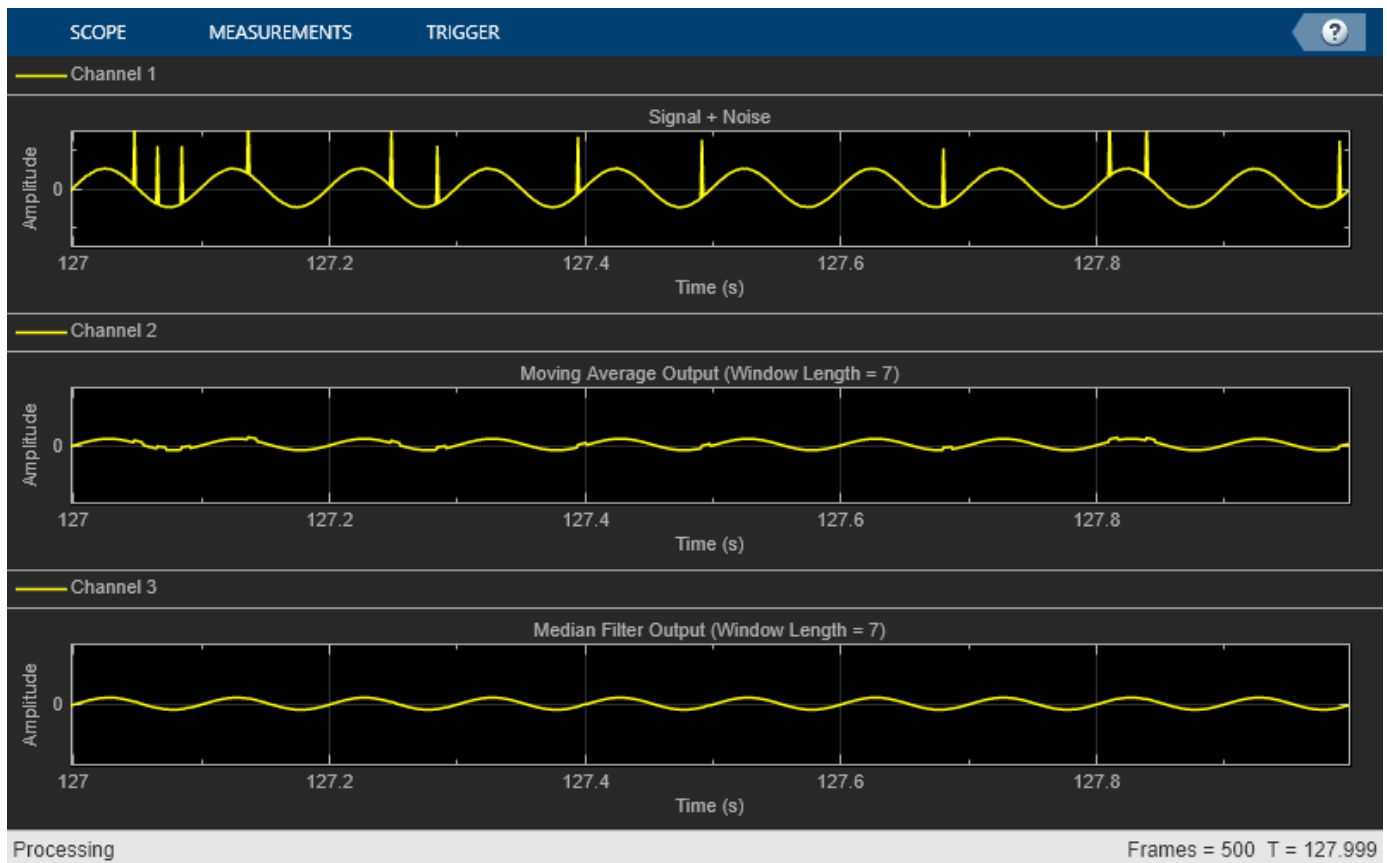 SCOPE MEASUREMENTS TRIGGER ?
Channel 1
Signal + Noise
Amplitude
0
127 127.2 127.4 127.6 127.8
Time (s)
Channel 2
Moving Average Output (Window Length = 7)
Amplitude
0
127 127.2 127.4 127.6 127.8
Time (s)
Channel 3
Median Filter Output (Window Length = 7)
Amplitude
0
127 127.2 127.4 127.6 127.8
Time (s)
Processing Frames = 500 T = 127.999